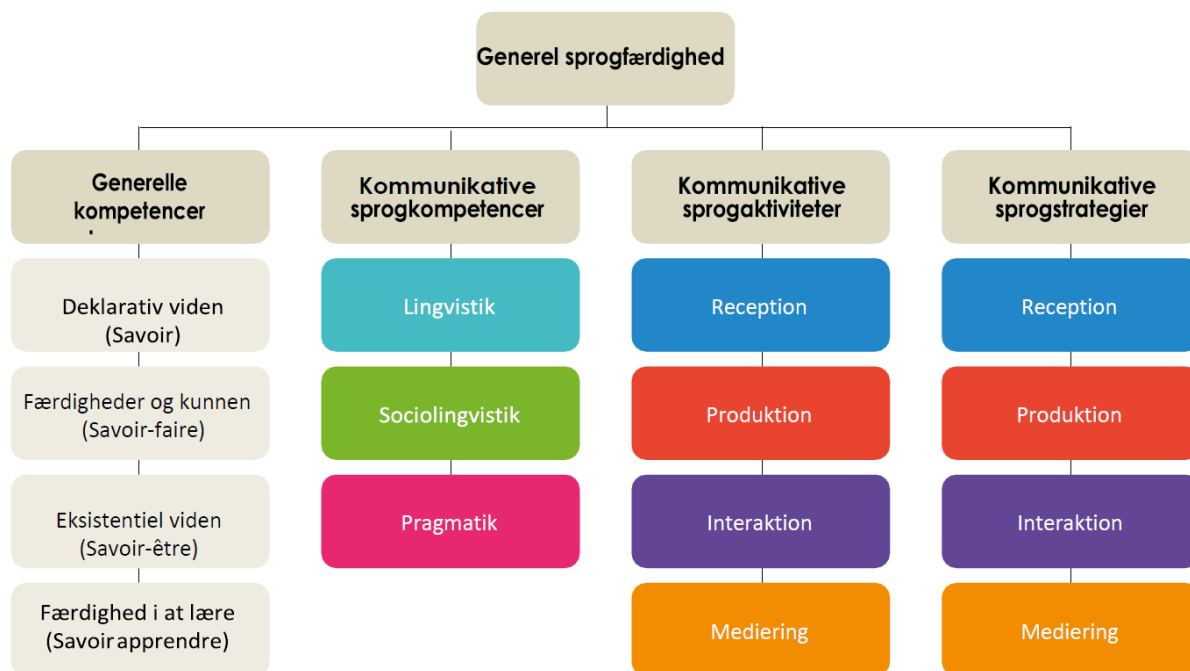 Generel sprogfærdighed
Generelle
kompetencer
Kommunikative
sprogkompetencer
Kommunikative
sprogaktiviteter
Kommunikative
sprogstrategier
Deklarativ viden
(Savoir)
Lingvistik
Reception
Reception
Færdigheder og kunnen
(Savoir-faire)
Sociolingvistik
Produktion
Produktion
Eksistentiel viden
(Savoir-être)
Pragmatik
Interaktion
Interaktion
Færdighed i at lære
(Savoir apprendre)
Mediering
Mediering